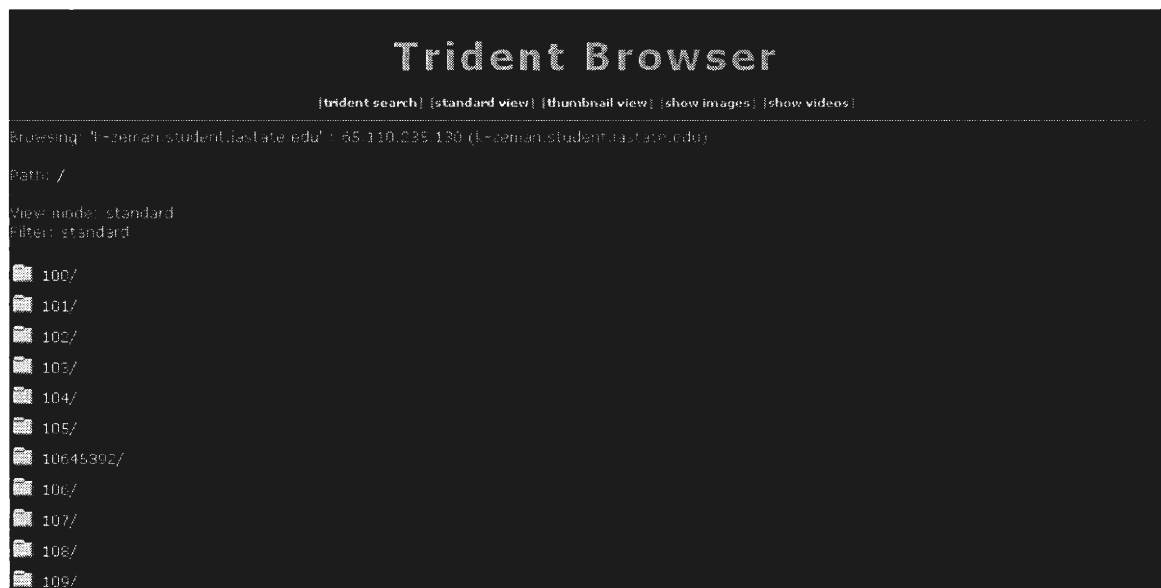 Trident Browser
[trident search] [standard view] [thumbnail view] [show images] [show videos]
Browsing: 'k-zeman.student.iastate.edu' : 65.110.235.130 (k-zeman.student.iastate.edu)
Path: /
View mode: standard
Filter: standard
100/
101/
102/
103/
104/
105/
10645392/
106/
107/
108/
109/